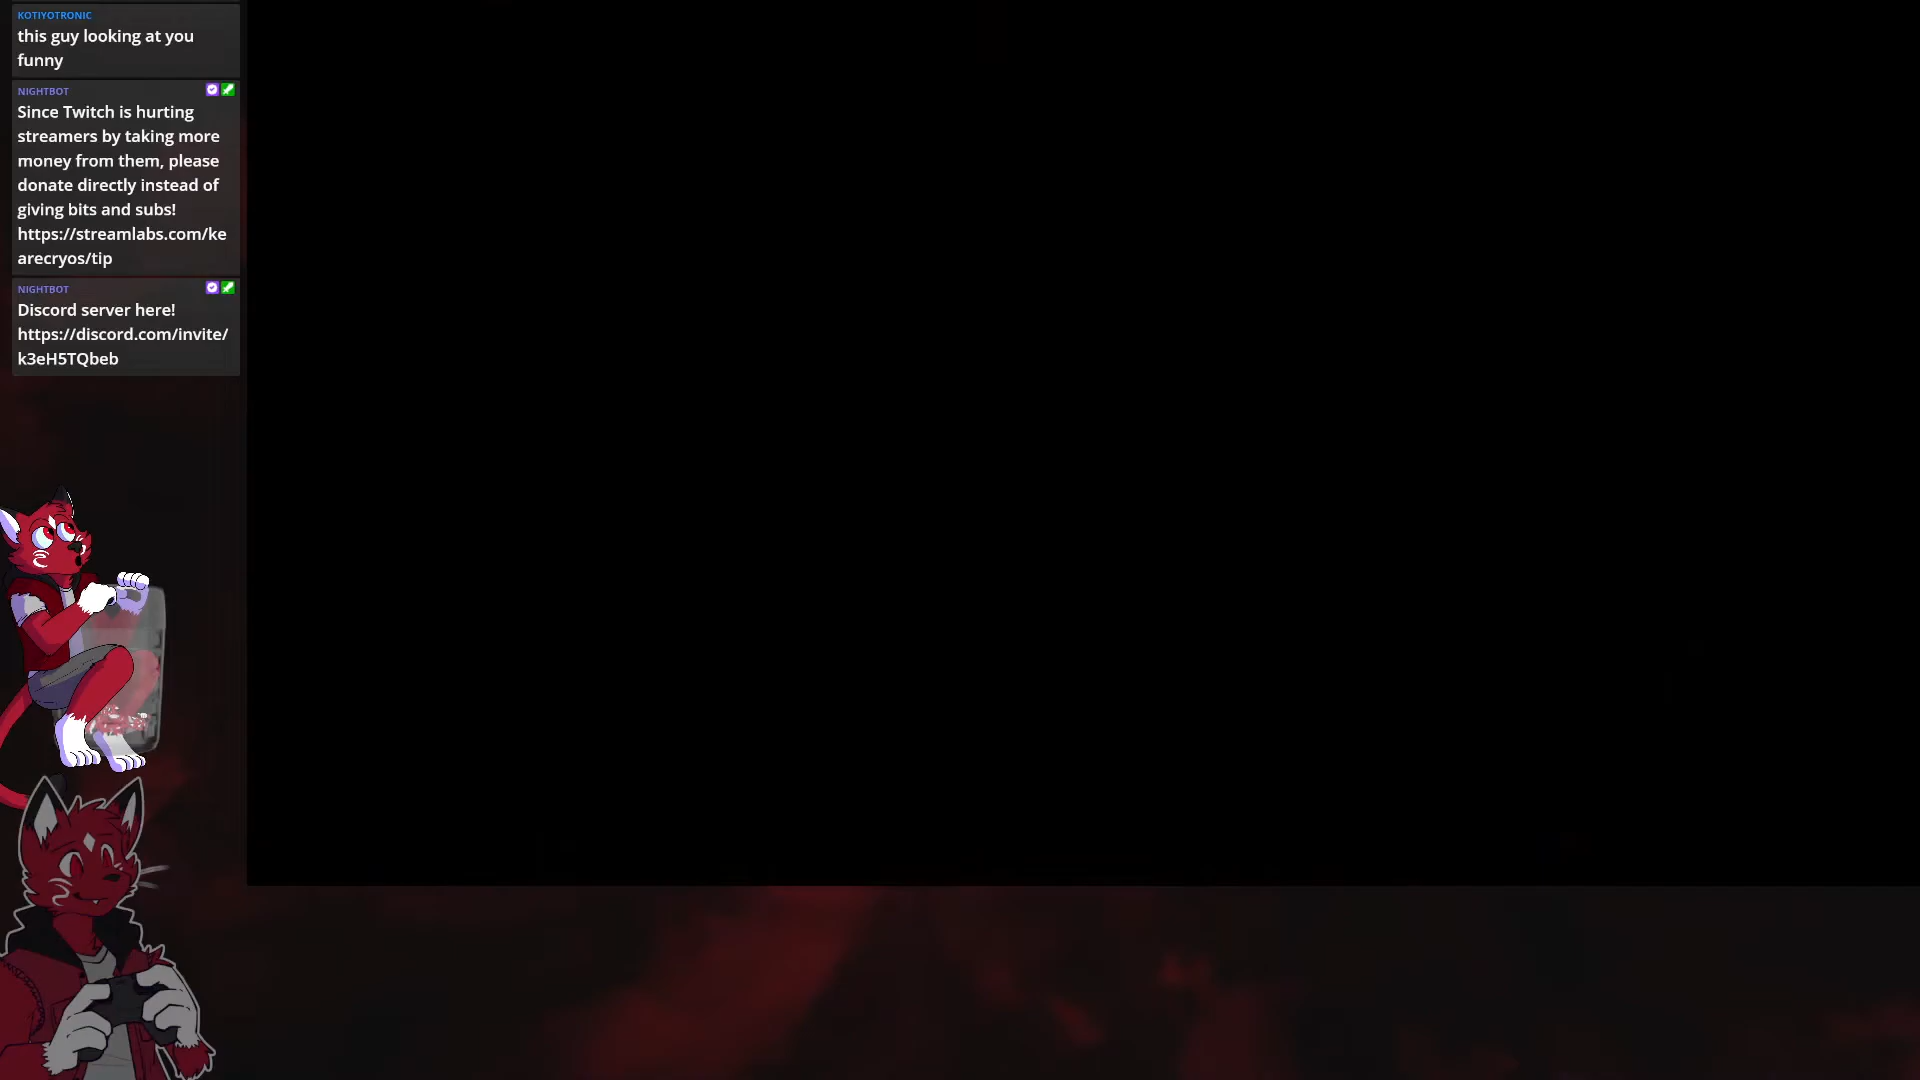 KOTIYOTRONIC
this guy looking at you
funny
NIGHTBOT
Since Twitch is hurting
streamers by taking more
money from them, please
donate directly instead of
giving bits and subs!
https://streamlabs.com/ke
arecryos/tip
NIGHTBOT
Discord server here!
https://discord.com/invite/
k3eH5TQbeb